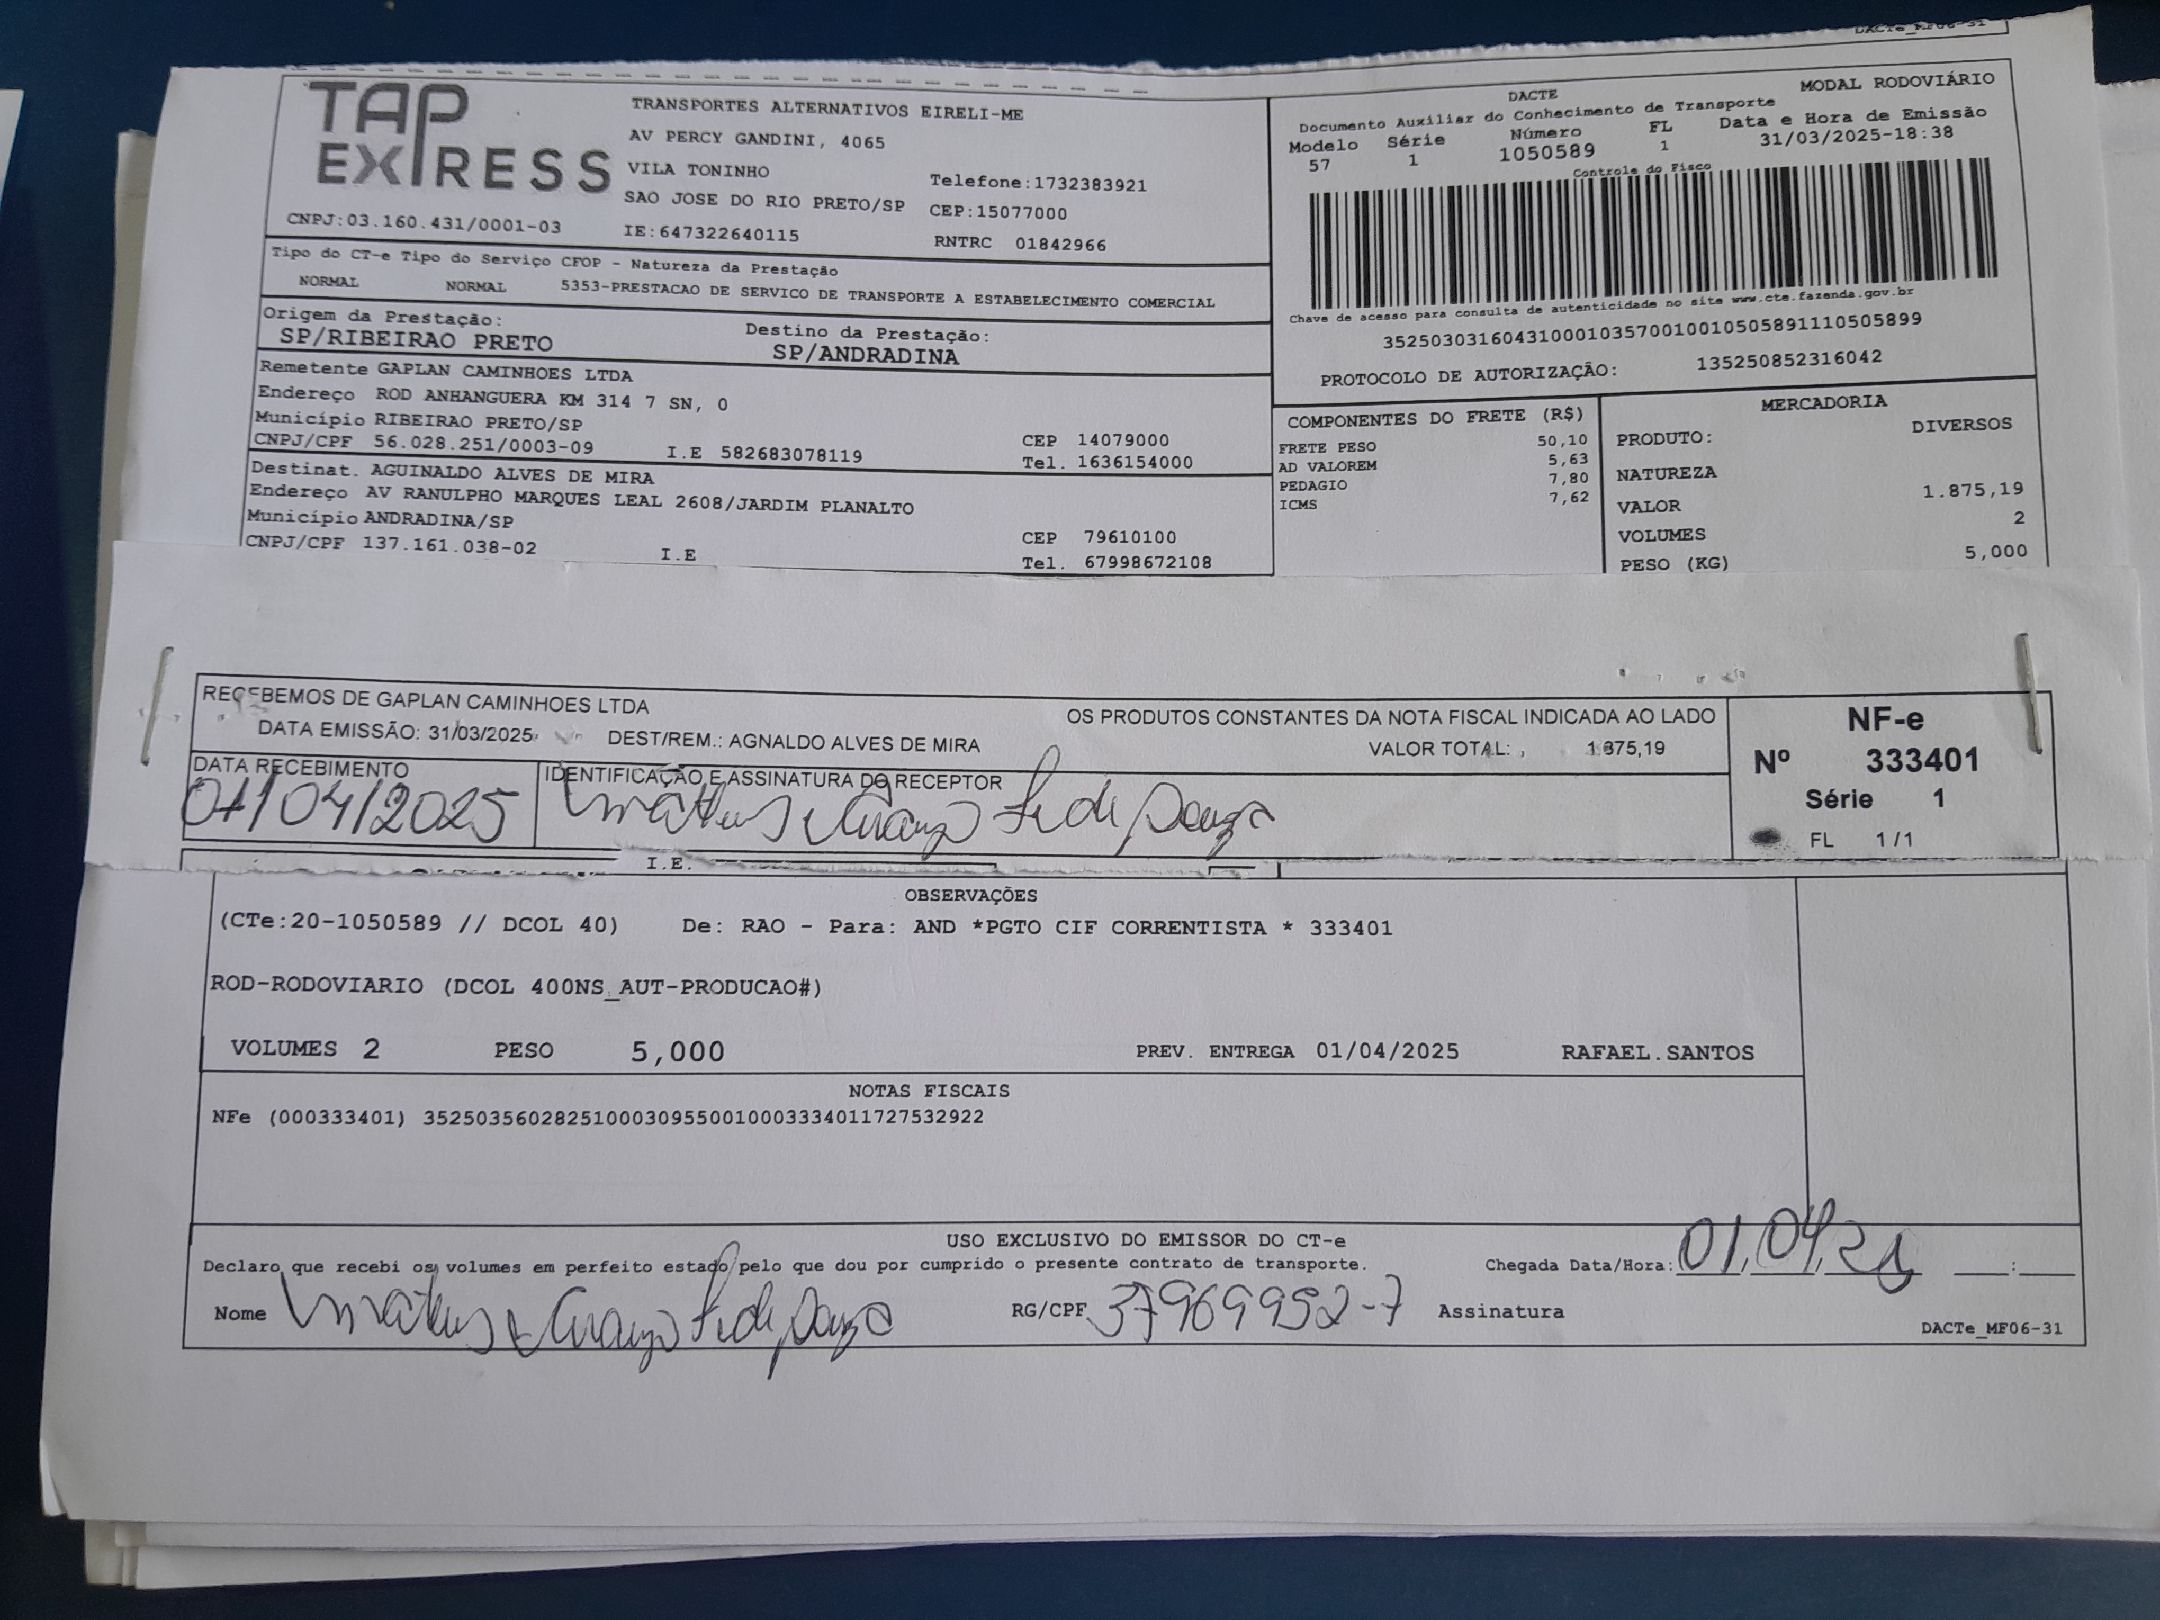 DACTe_MF06-31
TAP EXPRESS
TRANSPORTES ALTERNATIVOS EIRELI-ME
AV PERCY GANDINI, 4065
VILA TONINHO
Telefone:1732383921
SAO JOSE DO RIO PRETO/SP CEP:15077000
CNPJ:03.160.431/0001-03 IE:647322640115 RNTRC 01842966
DACTE MODAL RODOVIÁRIO
Documento Auxiliar do Conhecimento de Transporte
Modelo Série Número FL Data e Hora de Emissão
57 1 1050589 1 31/03/2025-18:38
Controle do Fisco
Chave de acesso para consulta de autenticidade no site www.cte.fazenda.gov.br
35250303160431000103570010010505891110505899
PROTOCOLO DE AUTORIZAÇÃO: 135250852316042
Tipo do CT-e Tipo do Serviço CFOP - Natureza da Prestação
NORMAL NORMAL 5353-PRESTACAO DE SERVICO DE TRANSPORTE A ESTABELECIMENTO COMERCIAL
Origem da Prestação: Destino da Prestação:
SP/RIBEIRAO PRETO SP/ANDRADINA
Remetente GAPLAN CAMINHOES LTDA
Endereço ROD ANHANGUERA KM 314 7 SN, 0
Município RIBEIRAO PRETO/SP CEP 14079000
CNPJ/CPF 56.028.251/0003-09 I.E 582683078119 Tel. 1636154000
Destinat. AGUINALDO ALVES DE MIRA
Endereço AV RANULPHO MARQUES LEAL 2608/JARDIM PLANALTO
Município ANDRADINA/SP CEP 79610100
CNPJ/CPF 137.161.038-02 I.E Tel. 67998672108
COMPONENTES DO FRETE (R$)
FRETE PESO 50,10
AD VALOREM 5,63
PEDAGIO 7,80
ICMS 7,62
MERCADORIA
PRODUTO: DIVERSOS
NATUREZA
VALOR 1.875,19
VOLUMES 2
PESO (KG) 5,000
RECEBEMOS DE GAPLAN CAMINHOES LTDA OS PRODUTOS CONSTANTES DA NOTA FISCAL INDICADA AO LADO
DATA EMISSÃO: 31/03/2025 DEST/REM.: AGNALDO ALVES DE MIRA VALOR TOTAL: 1.875,19
DATA RECEBIMENTO IDENTIFICAÇÃO E ASSINATURA DO RECEPTOR
01/04/2025 de Souza
NF-e
Nº 333401
Série 1
FL 1/1
I.E.
OBSERVAÇÕES
(CTe:20-1050589 // DCOL 40) De: RAO - Para: AND *PGTO CIF CORRENTISTA * 333401
ROD-RODOVIARIO (DCOL 400NS_AUT-PRODUCAO#)
VOLUMES 2 PESO 5,000 PREV. ENTREGA 01/04/2025 RAFAEL.SANTOS
NOTAS FISCAIS
NFe (000333401) 35250356028251000309550010003334011727532922
USO EXCLUSIVO DO EMISSOR DO CT-e
Declaro que recebi os volumes em perfeito estado pelo que dou por cumprido o presente contrato de transporte. Chegada Data/Hora: 01,04, :
Nome de Souza RG/CPF 37969952-7 Assinatura
DACTe_MF06-31